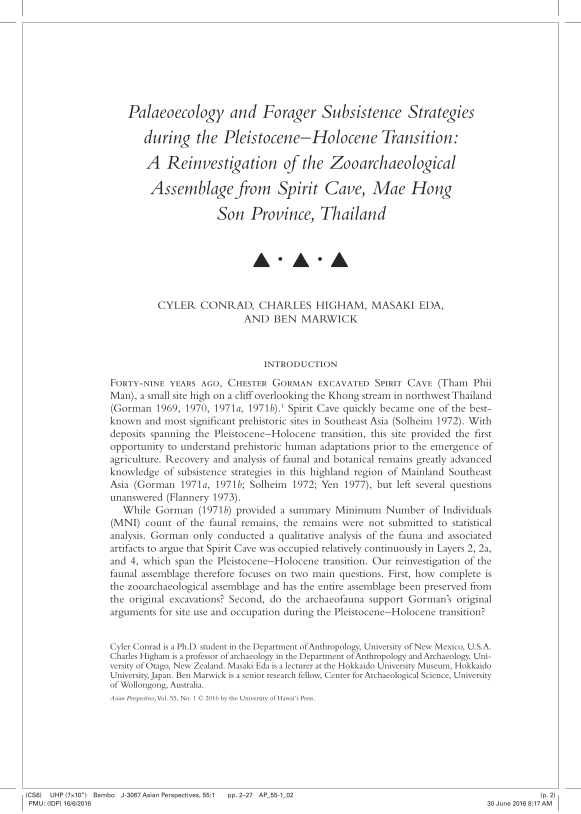 Palaeoecology and Forager Subsistence Strategies
during the Pleistocene–Holocene Transition:
A Reinvestigation of the Zooarchaeological
Assemblage from Spirit Cave, Mae Hong
Son Province, Thailand
CYLER CONRAD, CHARLES HIGHAM, MASAKI EDA,
AND BEN MARWICK
INTRODUCTION
Forty-nine years ago, Chester Gorman excavated Spirit Cave (Tham Phii
Man), a small site high on a cliff overlooking the Khong stream in northwest Thailand
(Gorman 1969, 1970, 1971a, 1971b).1 Spirit Cave quickly became one of the best-
known and most significant prehistoric sites in Southeast Asia (Solheim 1972). With
deposits spanning the Pleistocene–Holocene transition, this site provided the first
opportunity to understand prehistoric human adaptations prior to the emergence of
agriculture. Recovery and analysis of faunal and botanical remains greatly advanced
knowledge of subsistence strategies in this highland region of Mainland Southeast
Asia (Gorman 1971a, 1971b; Solheim 1972; Yen 1977), but left several questions
unanswered (Flannery 1973).
While Gorman (1971b) provided a summary Minimum Number of Individuals
(MNI) count of the faunal remains, the remains were not submitted to statistical
analysis. Gorman only conducted a qualitative analysis of the fauna and associated
artifacts to argue that Spirit Cave was occupied relatively continuously in Layers 2, 2a,
and 4, which span the Pleistocene–Holocene transition. Our reinvestigation of the
faunal assemblage therefore focuses on two main questions. First, how complete is
the zooarchaeological assemblage and has the entire assemblage been preserved from
the original excavations? Second, do the archaeofauna support Gorman's original
arguments for site use and occupation during the Pleistocene–Holocene transition?
Cyler Conrad is a Ph.D. student in the Department of Anthropology, University of New Mexico, U.S.A.
Charles Higham is a professor of archaeology in the Department of Anthropology and Archaeology, Uni-
versity of Otago, New Zealand. Masaki Eda is a lecturer at the Hokkaido University Museum, Hokkaido
University, Japan. Ben Marwick is a senior research fellow, Center for Archaeological Science, University
of Wollongong, Australia.
Asian Perspectives, Vol. 55, No. 1 © 2016 by the University of Hawai'i Press.
(CS6) UHP (7×10") Bembo J-3067 Asian Perspectives, 55:1 pp. 2–27 AP_55-1_02 (p. 2)
PMU: (IDP) 16/6/2016 30 June 2016 8:17 AM